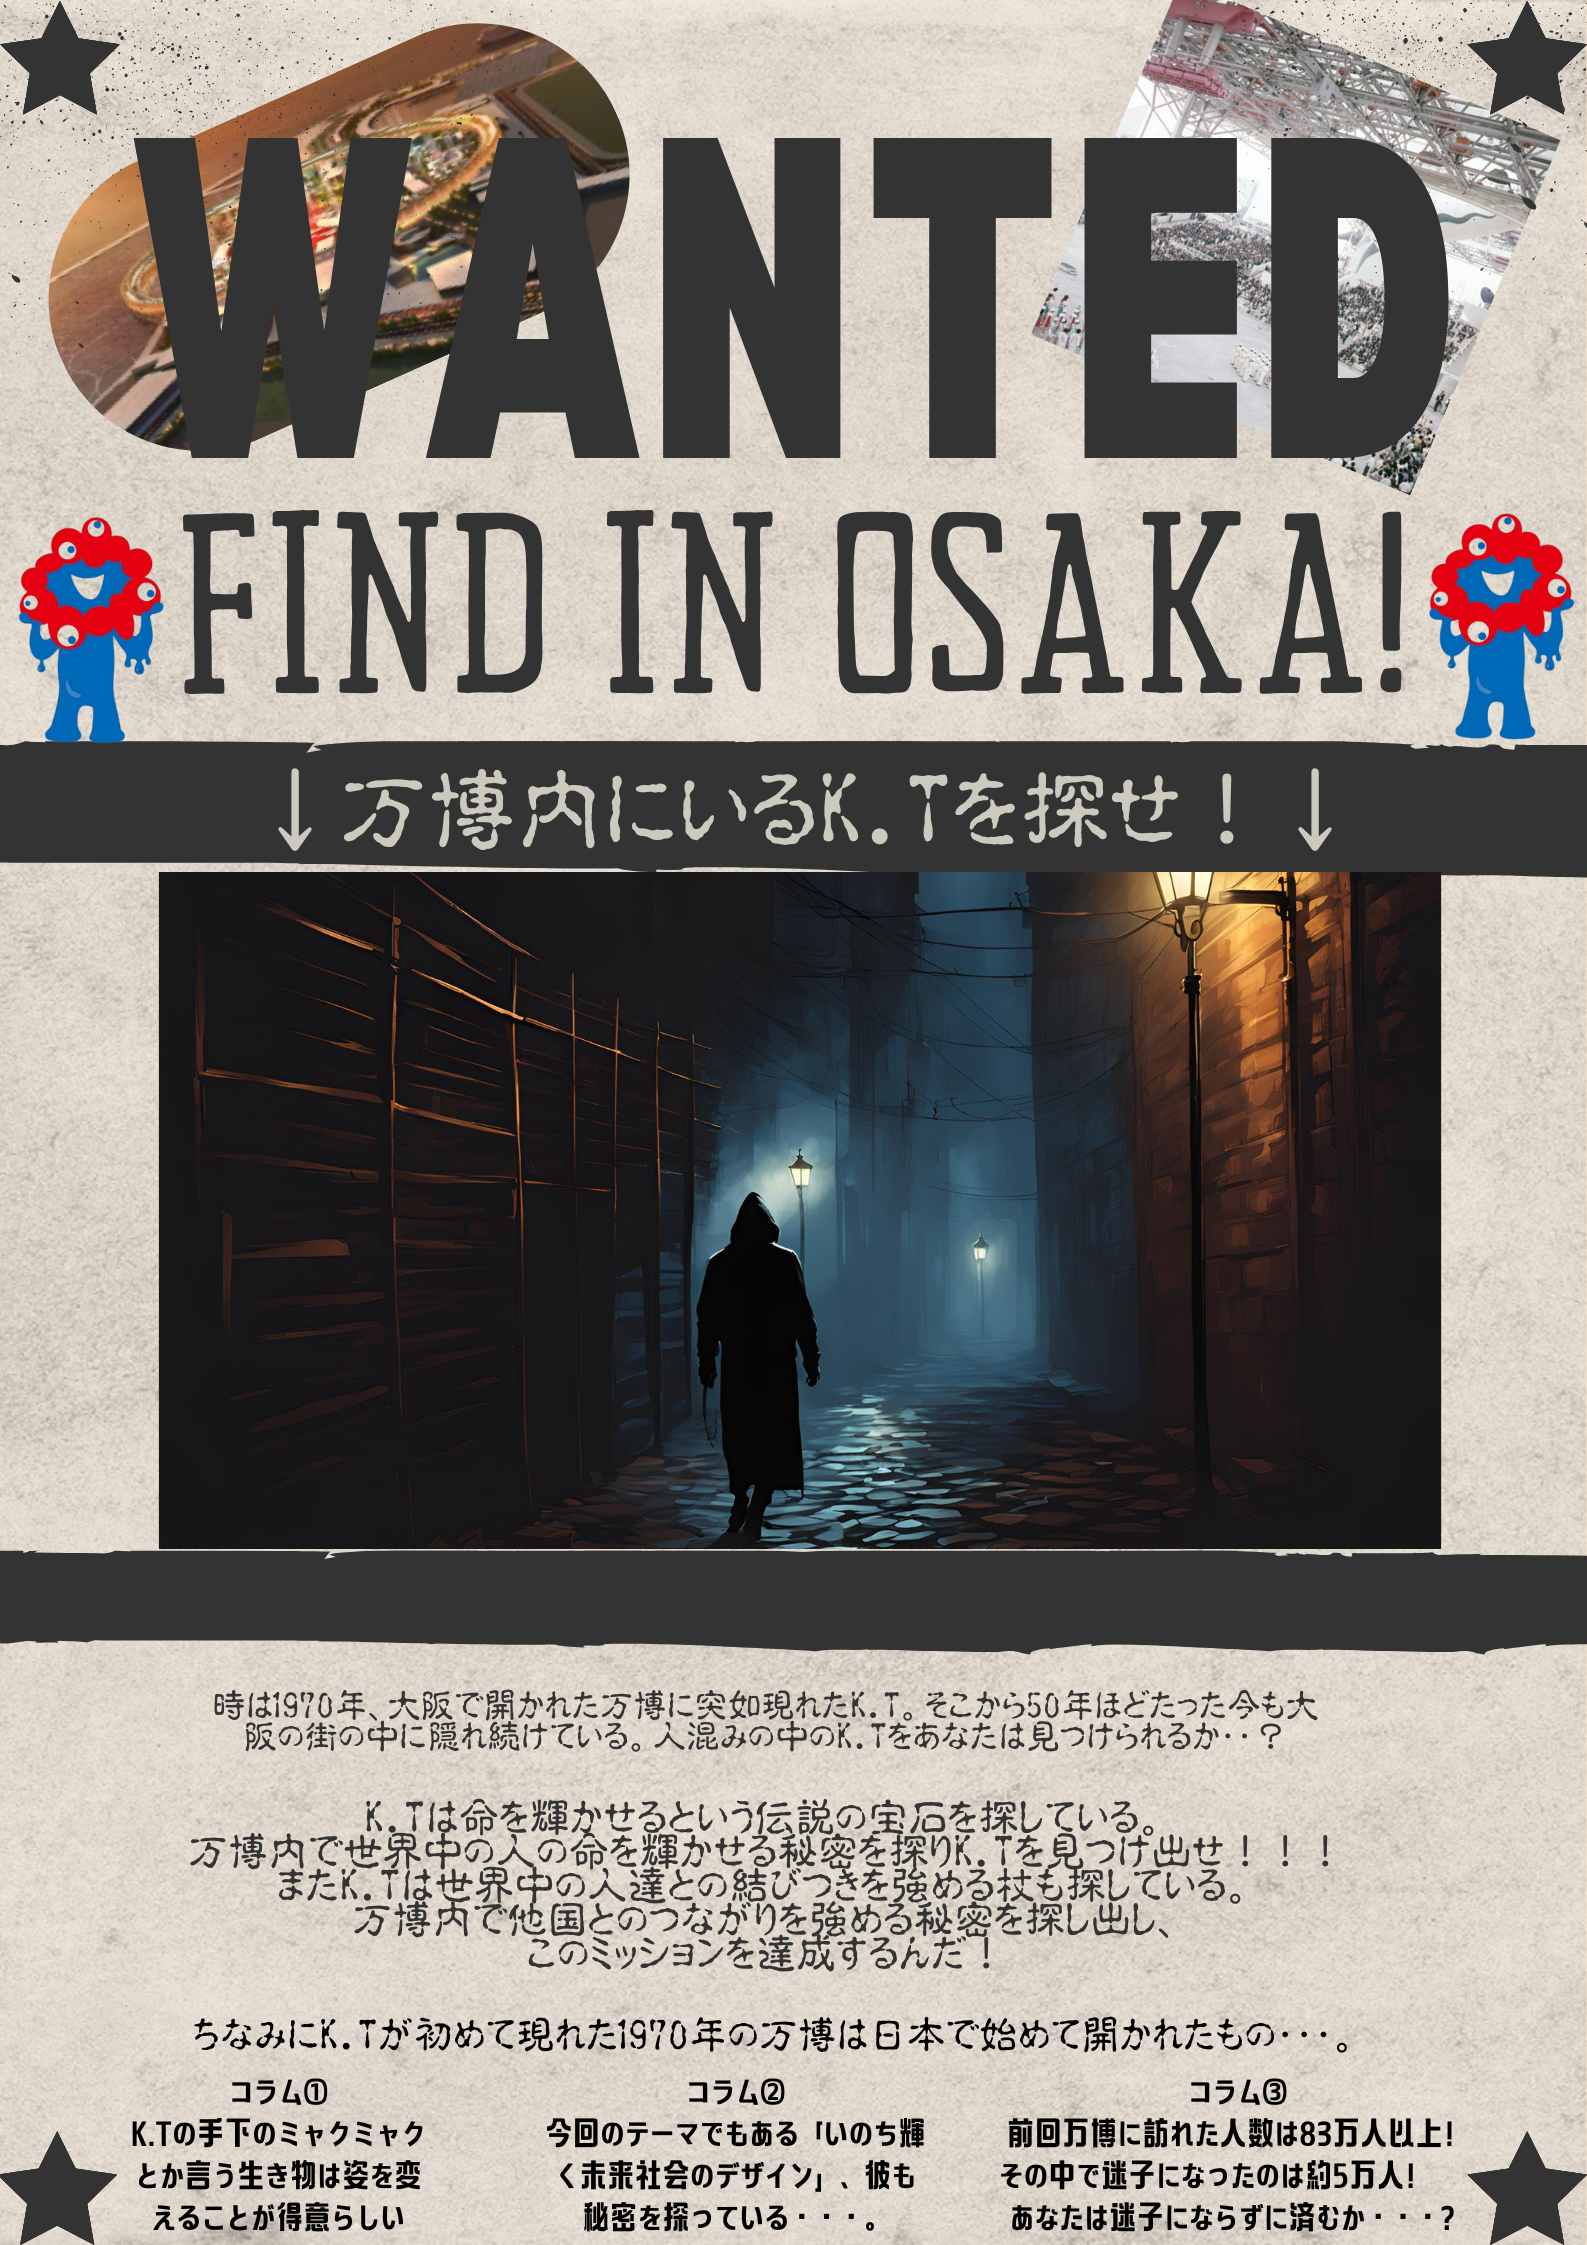 WANTED
FIND IN OSAKA!
↓万博内にいるK.Tを探せ！↓
時は1970年、大阪で開かれた万博に突如現れたK.T。そこから50年ほどたった今も大
阪の街の中に隠れ続けている。人混みの中のK.Tをあなたは見つけられるか‥？
K.Tは命を輝かせるという伝説の宝石を探している。
万博内で世界中の人の命を輝かせる秘密を探りK.Tを見つけ出せ！！！
またK.Tは世界中の人達との結びつきを強める杖も探している。
万博内で他国とのつながりを強める秘密を探し出し、
このミッションを達成するんだ！
ちなみにK.Tが初めて現れた1970年の万博は日本で始めて開かれたもの･･･。
コラム①
K.Tの手下のミャクミャク
とか言う生き物は姿を変
えることが得意らしい
コラム②
今回のテーマでもある「いのち輝
く未来社会のデザイン」、彼も
秘密を探っている・・・。
コラム③
前回万博に訪れた人数は83万人以上!
その中で迷子になったのは約5万人!
あなたは迷子にならずに済むか・・・?